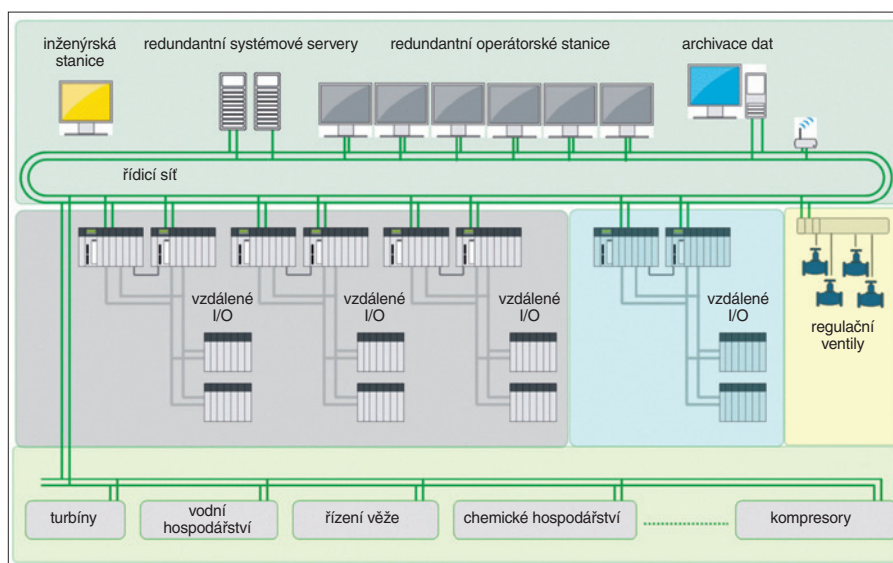 inženýrská
stanice
redundantní systémové servery
redundantní operátorské stanice
archivace dat
řídicí síť
vzdálené
I/O
vzdálené
I/O
vzdálené
I/O
vzdálené
I/O
regulační
ventily
turbíny
vodní
hospodářství
řízení věže
chemické hospodářství
kompresory